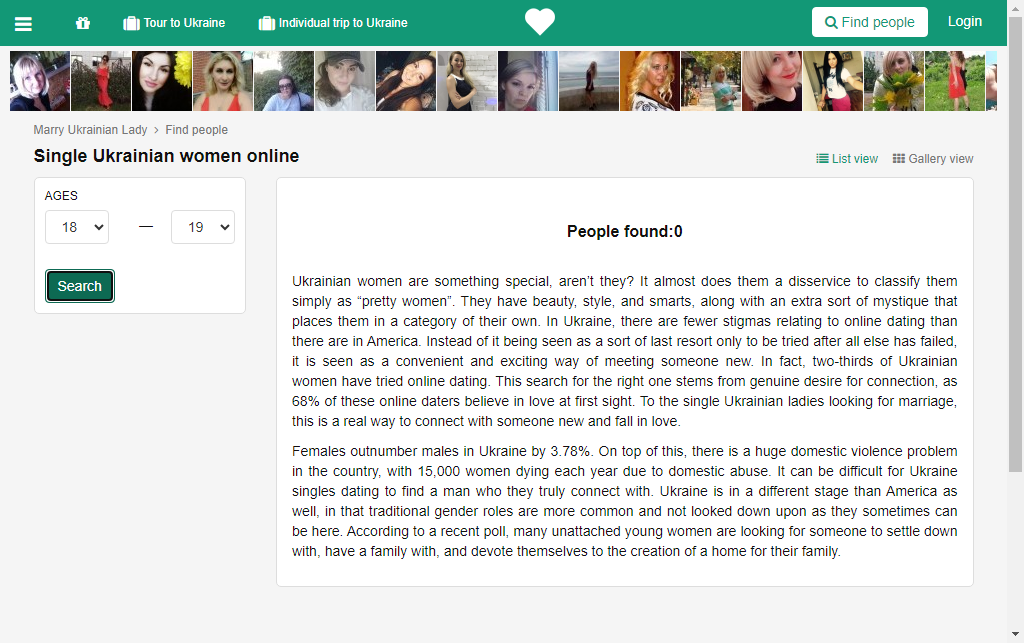 Tour to Ukraine Individual trip to Ukraine Find people Login
Marry Ukrainian Lady > Find people
Single Ukrainian women online
List view Gallery view
AGES
18 — 19
Search
People found:0
Ukrainian women are something special, aren’t they? It almost does them a disservice to classify them
simply as “pretty women”. They have beauty, style, and smarts, along with an extra sort of mystique that
places them in a category of their own. In Ukraine, there are fewer stigmas relating to online dating than
there are in America. Instead of it being seen as a sort of last resort only to be tried after all else has failed,
it is seen as a convenient and exciting way of meeting someone new. In fact, two-thirds of Ukrainian
women have tried online dating. This search for the right one stems from genuine desire for connection, as
68% of these online daters believe in love at first sight. To the single Ukrainian ladies looking for marriage,
this is a real way to connect with someone new and fall in love.
Females outnumber males in Ukraine by 3.78%. On top of this, there is a huge domestic violence problem
in the country, with 15,000 women dying each year due to domestic abuse. It can be difficult for Ukraine
singles dating to find a man who they truly connect with. Ukraine is in a different stage than America as
well, in that traditional gender roles are more common and not looked down upon as they sometimes can
be here. According to a recent poll, many unattached young women are looking for someone to settle down
with, have a family with, and devote themselves to the creation of a home for their family.